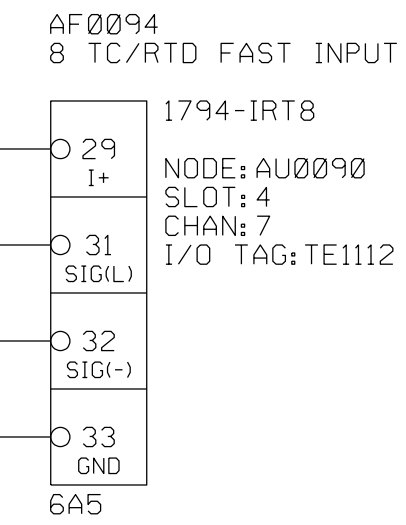 AF0094
8 TC/RTD FAST INPUT
1794-IRT8
29
I+
NODE:AU0090
SLOT:4
CHAN:7
I/O TAG:TE1112
31
SIG(L)
32
SIG(-)
33
GND
6A5